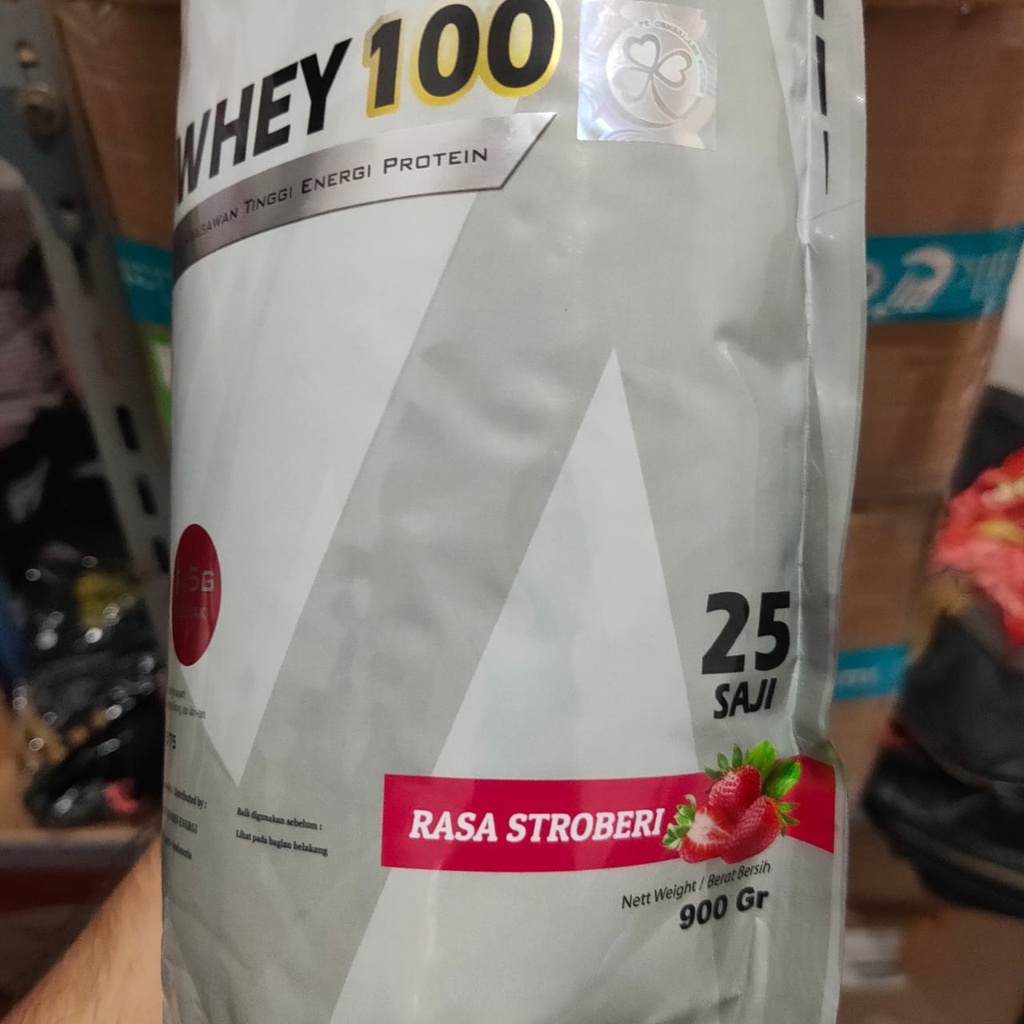 WHEY 100
TINGGI ENERGI PROTEIN
25
SAJI
RASA STROBERI
Baik digunakan sebelum :
Lihat pada bagian belakang
Nett Weight / Berat Bersih
900 Gr